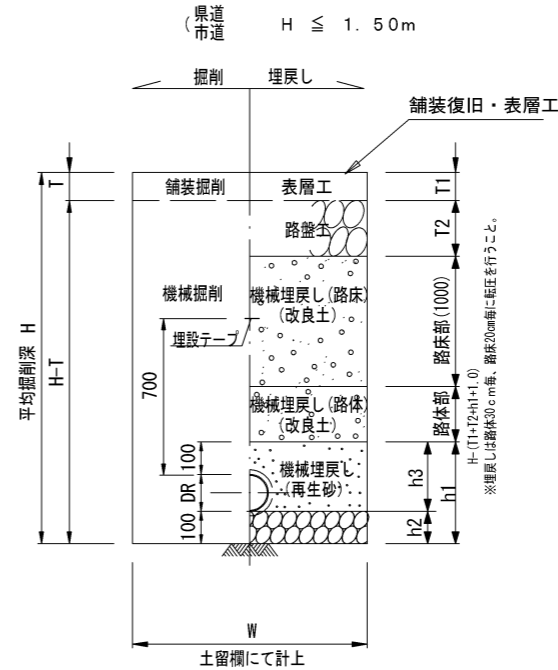 (県道
市道
H ≦ 1.50m
掘削
埋戻し
舗装復旧・表層工
T
舗装掘削
表層工
T1
路盤工
T2
機械掘削
機械埋戻し(路床)
(改良土)
路床部(1000)
埋設テープ
平均掘削深 H
H-T
700
機械埋戻し(路体)
(改良土)
路体部
H-(T1+T2+h1+1.0)
※埋戻しは路体30cm毎、路床20cm毎に転圧を行うこと。
100
機械埋戻し
(再生砂)
DR
100
h3
h2
h1
W
土留欄にて計上